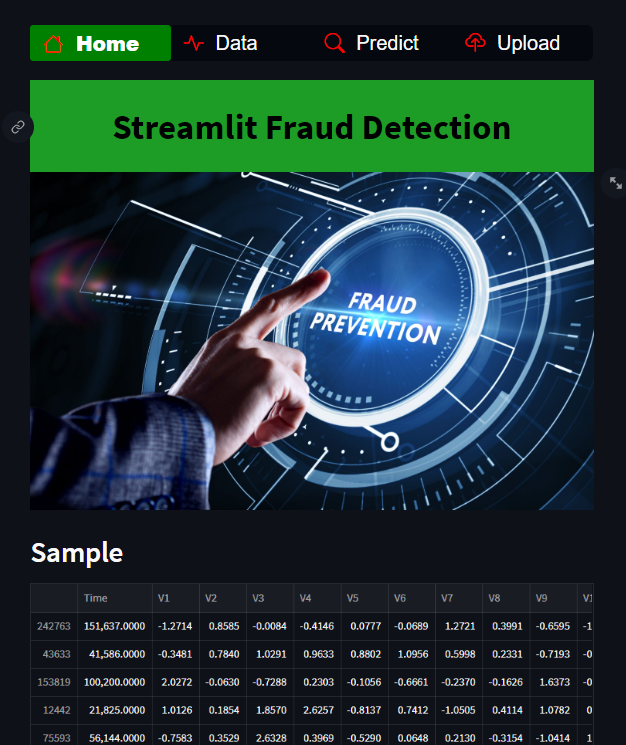 Home Data Predict Upload
Streamlit Fraud Detection
FRAUD
PREVENTION
Sample
Time V1 V2 V3 V4 V5 V6 V7 V8 V9 V1
242763 151,637.0000 -1.2714 0.8585 -0.0084 -0.4146 0.0777 -0.0689 1.2721 0.3991 -0.6595 -1
43633 41,586.0000 -0.3481 0.7840 1.0291 0.9633 0.8802 1.0956 0.5998 0.2331 -0.7193 -0
153819 100,200.0000 2.0272 -0.0630 -0.7288 0.2303 -0.1056 -0.6661 -0.2370 -0.1626 1.6373 -0
12442 21,825.0000 1.0126 0.1854 1.8570 2.6257 -0.8137 0.7412 -1.0505 0.4114 1.0782 0
75593 56,144.0000 -0.7583 0.3529 2.6328 0.3969 -0.5290 0.0648 0.2130 -0.3154 -1.0414 1